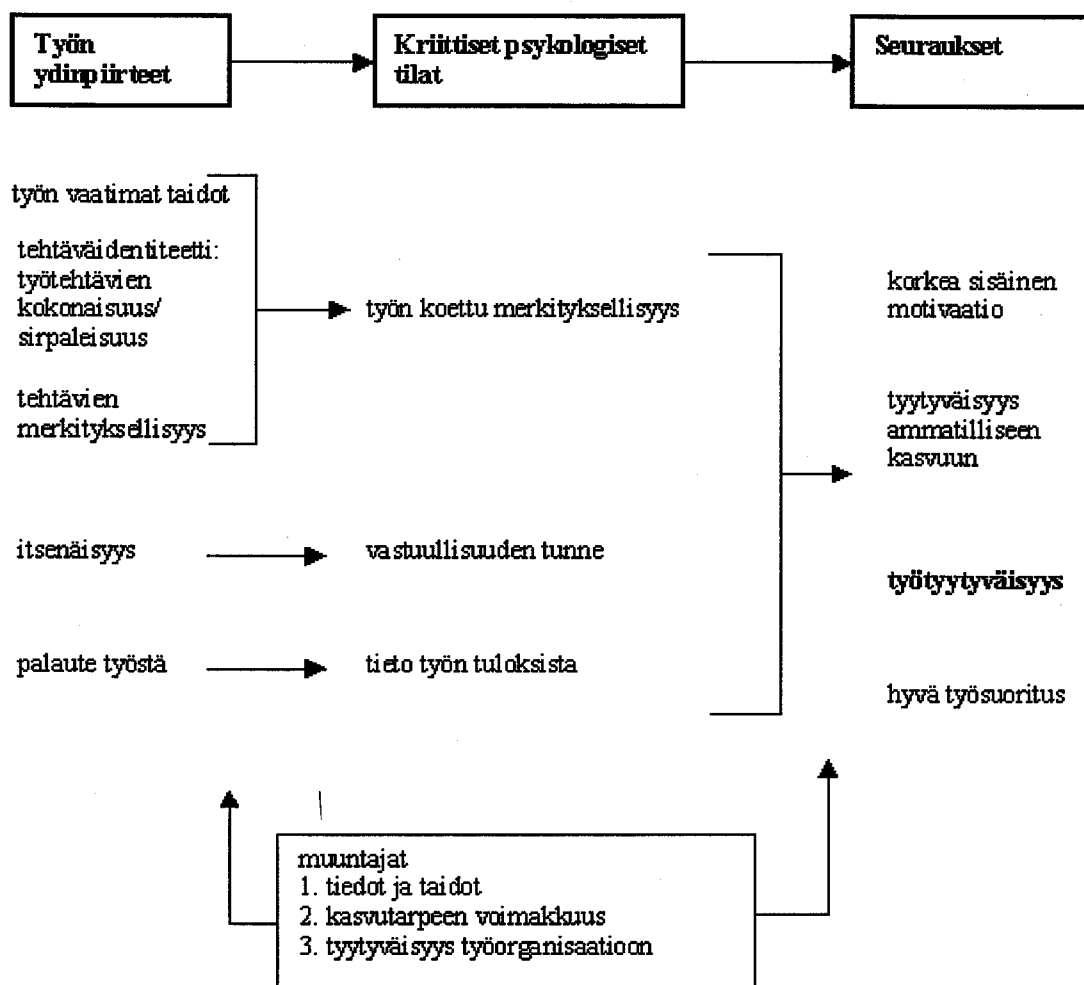 Työn
ydinpiirteet
Kriittiset psykologiset
tilat
Seuraukset
työn vaatimat taidot
tehtäväidentiteetti:
työtehtävien
kokonaisuus/
sirpaleisuus
tehtävien
merkityksellisyys
työn koettu merkityksellisyys
korkea sisäinen
motivaatio
tyytyväisyys
ammatilliseen
kasvuun
itsenäisyys
vastuullisuuden tunne
työtyytyväisyys
palaute työstä
tieto työn tuloksista
hyvä työsuoritus
muuntajat
1. tiedot ja taidot
2. kasvutarpeen voimakkuus
3. tyytyväisyys työorganisaatioon